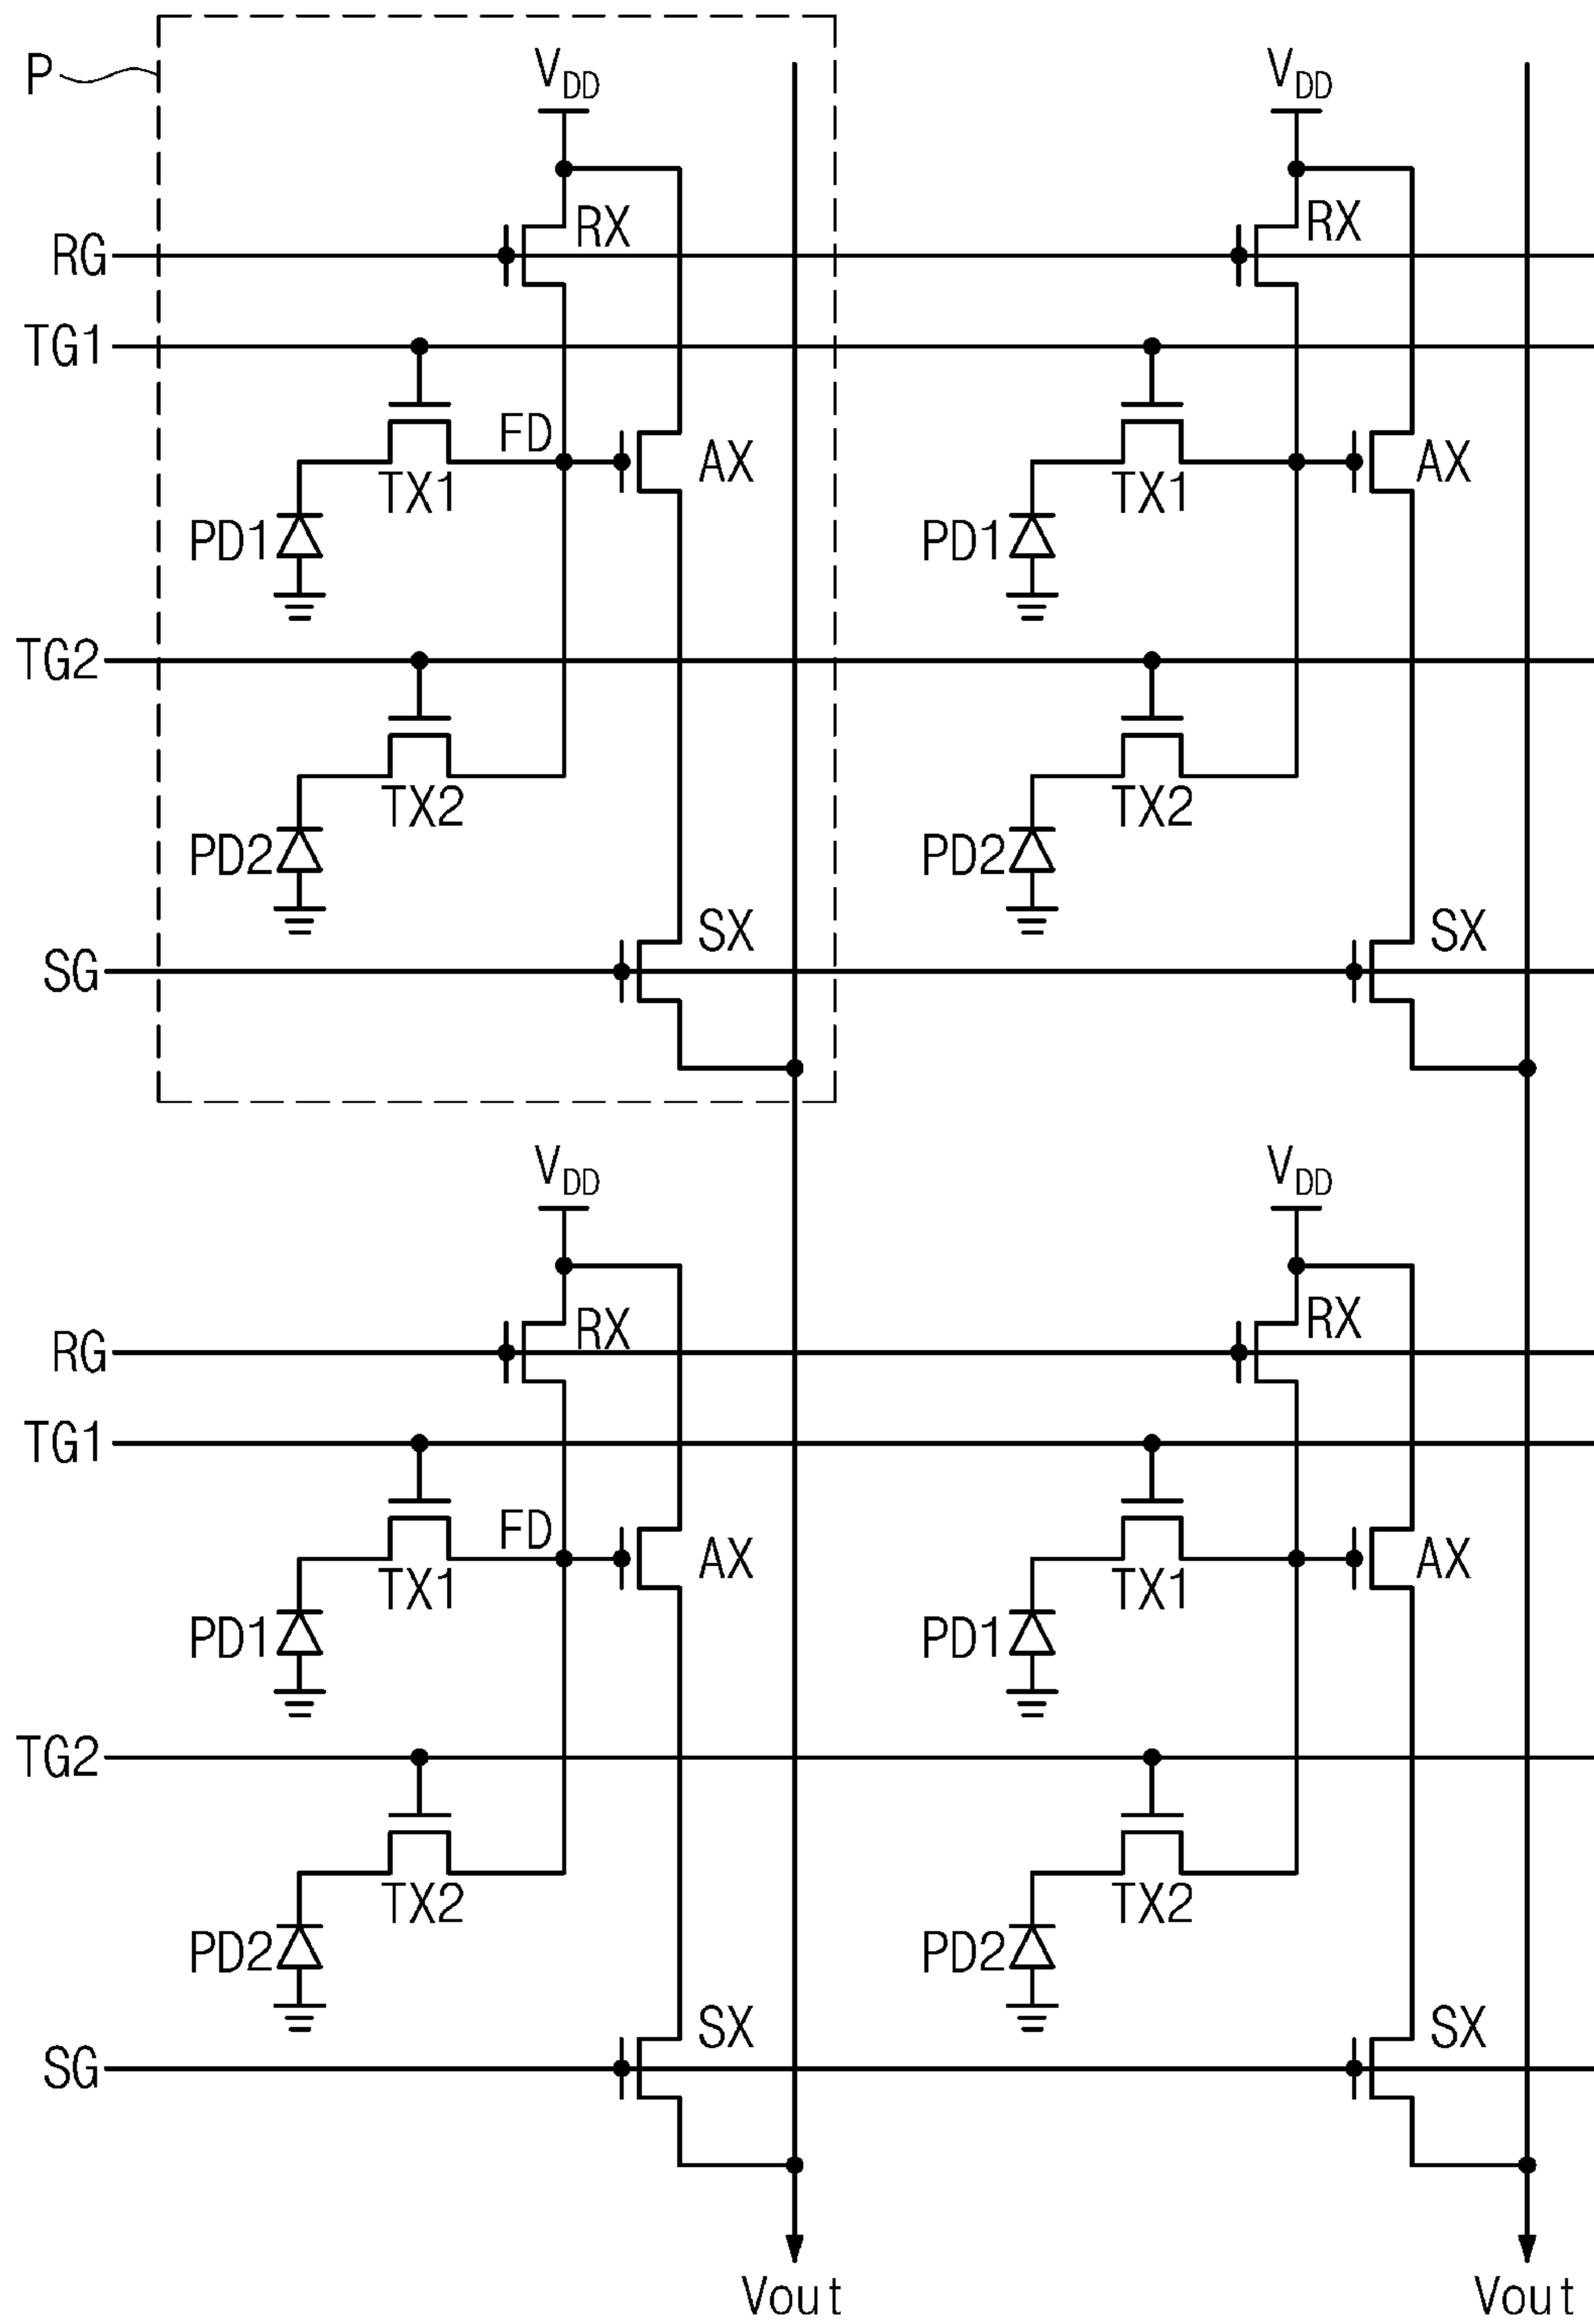 P
VDD
VDD
RX
RX
RG
TG1
FD
AX
AX
TX1
TX1
PD1
PD1
TG2
TX2
TX2
PD2
PD2
SX
SX
SG
VDD
VDD
RX
RX
RG
TG1
FD
AX
AX
TX1
TX1
PD1
PD1
TG2
TX2
TX2
PD2
PD2
SX
SX
SG
Vout
Vout